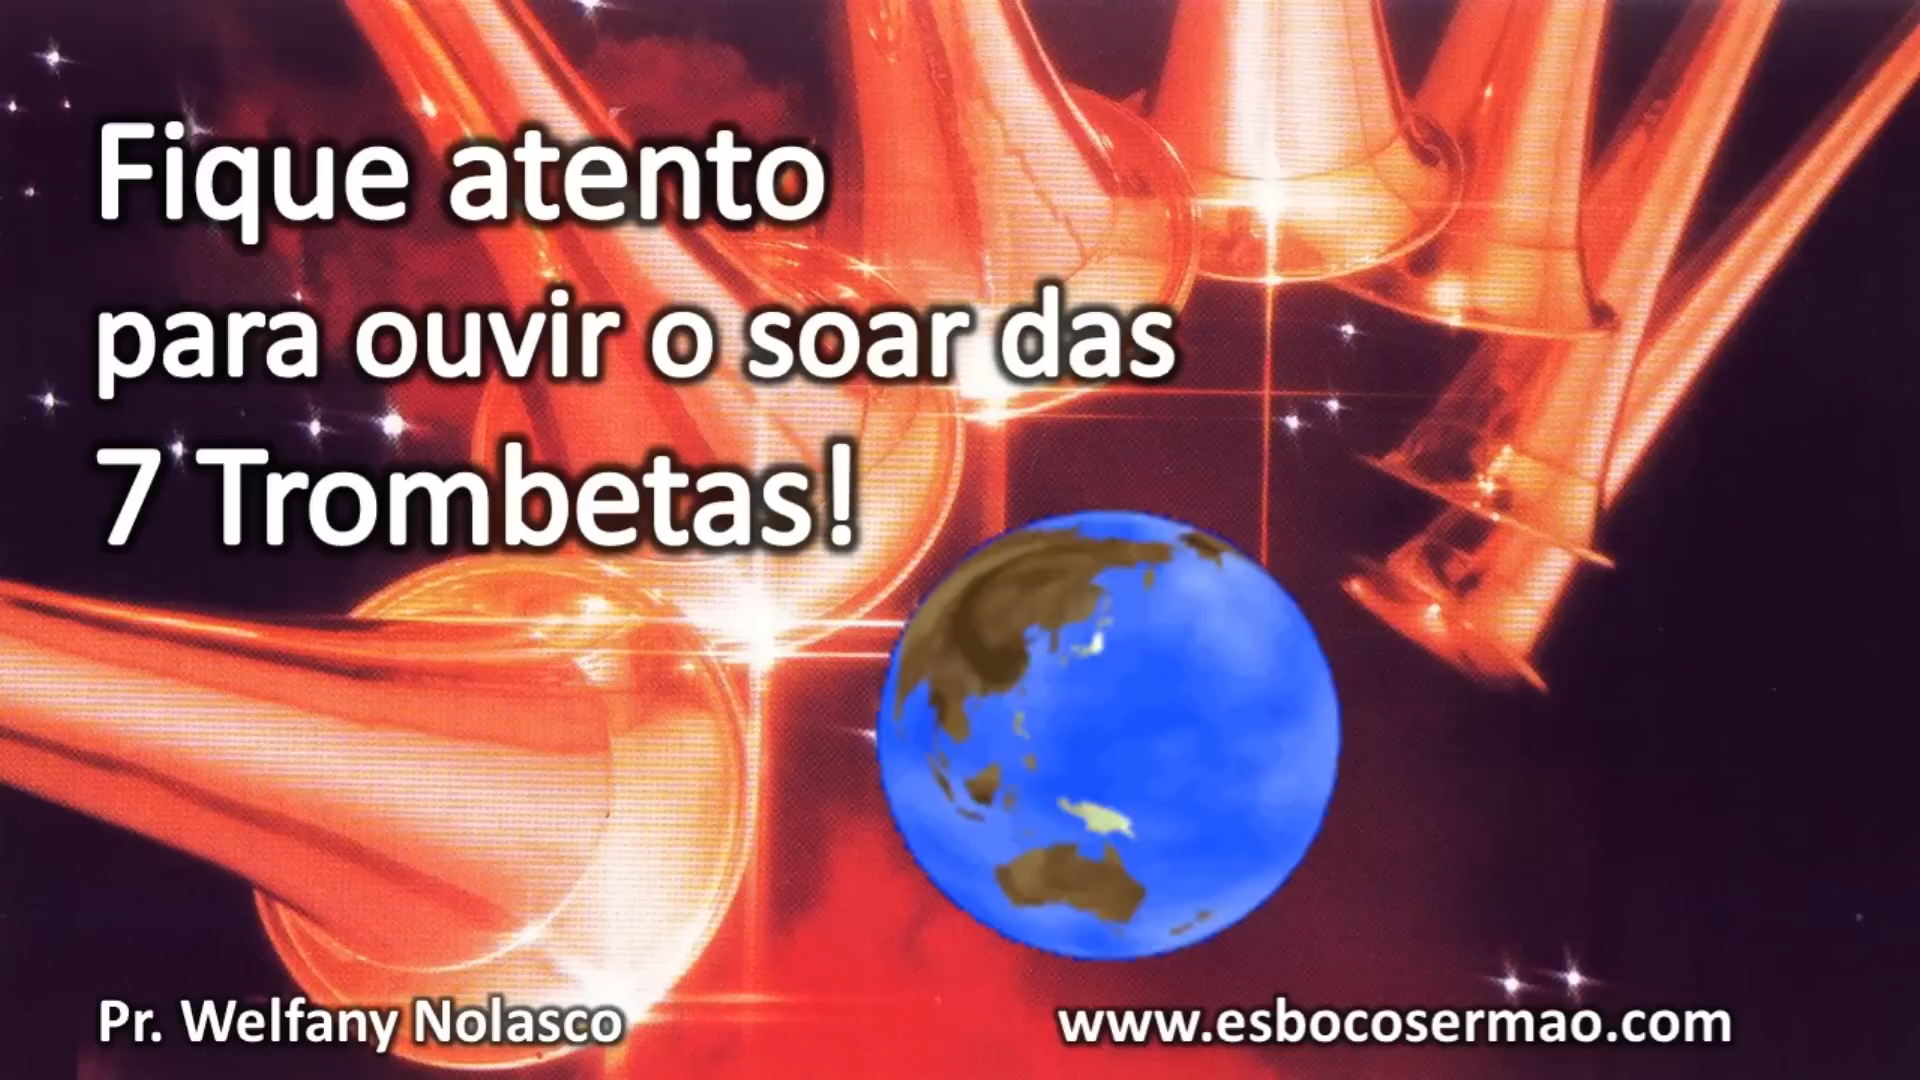 Fique atento
para ouvir o soar das
7 Trombetas!
Pr. Welfany Nolasco
www.esbocosermao.com